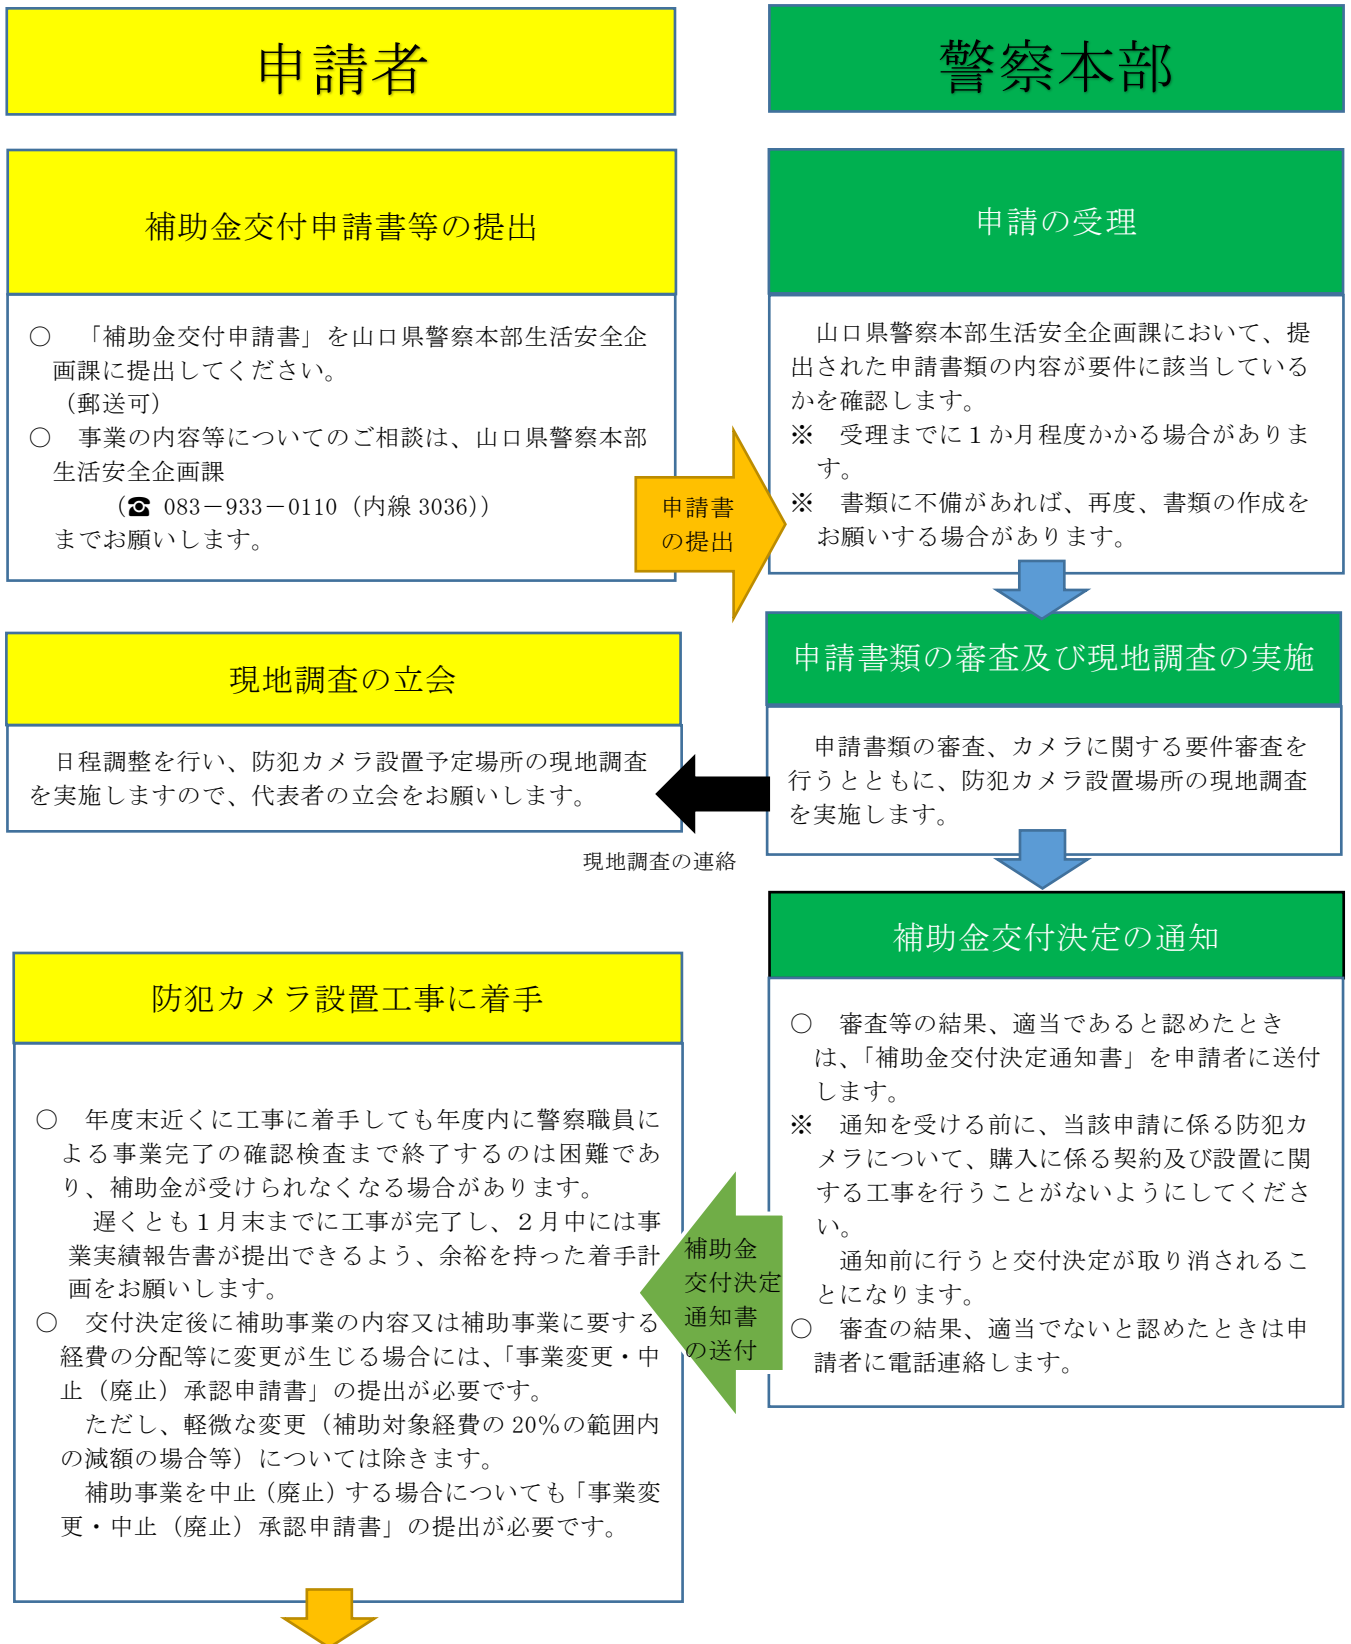 申請者
警察本部
補助金交付申請書等の提出
○　「補助金交付申請書」を山口県警察本部生活安全企
画課に提出してください。
（郵送可）
○　事業の内容等についてのご相談は、山口県警察本部
生活安全企画課
（☎ 083－933－0110（内線 3036））
までお願いします。
申請書
の提出
申請の受理
山口県警察本部生活安全企画課において、提
出された申請書類の内容が要件に該当している
かを確認します。
※　受理までに１か月程度かかる場合がありま
す。
※　書類に不備があれば、再度、書類の作成を
お願いする場合があります。
申請書類の審査及び現地調査の実施
申請書類の審査、カメラに関する要件審査を
行うとともに、防犯カメラ設置場所の現地調査
を実施します。
現地調査の連絡
現地調査の立会
日程調整を行い、防犯カメラ設置予定場所の現地調査
を実施しますので、代表者の立会をお願いします。
補助金交付決定の通知
○　審査等の結果、適当であると認めたとき
は、「補助金交付決定通知書」を申請者に送付
します。
※　通知を受ける前に、当該申請に係る防犯カ
メラについて、購入に係る契約及び設置に関
する工事を行うことがないようにしてくださ
い。
通知前に行うと交付決定が取り消されるこ
とになります。
○　審査の結果、適当でないと認めたときは申
請者に電話連絡します。
補助金
交付決定
通知書
の送付
防犯カメラ設置工事に着手
○　年度末近くに工事に着手しても年度内に警察職員に
よる事業完了の確認検査まで終了するのは困難であ
り、補助金が受けられなくなる場合があります。
遅くとも１月末までに工事が完了し、２月中には事
業実績報告書が提出できるよう、余裕を持った着手計
画をお願いします。
○　交付決定後に補助事業の内容又は補助事業に要する
経費の分配等に変更が生じる場合には、「事業変更・中
止（廃止）承認申請書」の提出が必要です。
ただし、軽微な変更（補助対象経費の 20％の範囲内
の減額の場合等）については除きます。
補助事業を中止（廃止）する場合についても「事業変
更・中止（廃止）承認申請書」の提出が必要です。